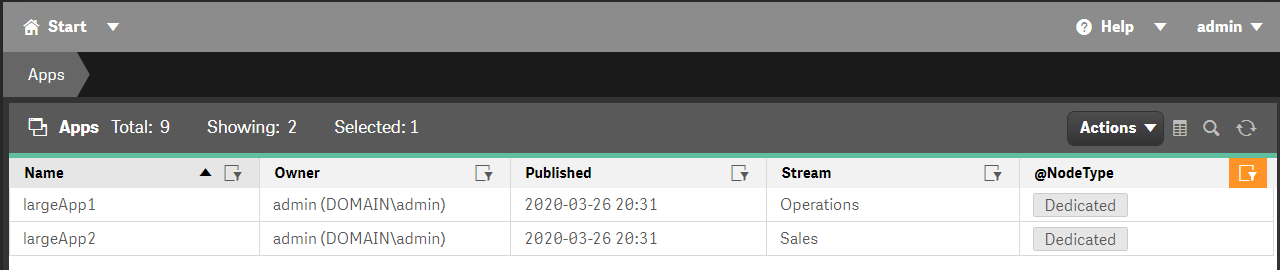 Start Help admin
Apps
Apps Total: 9 Showing: 2 Selected: 1 Actions
Name Owner Published Stream @NodeType
largeApp1 admin (DOMAIN\admin) 2020-03-26 20:31 Operations Dedicated
largeApp2 admin (DOMAIN\admin) 2020-03-26 20:31 Sales Dedicated